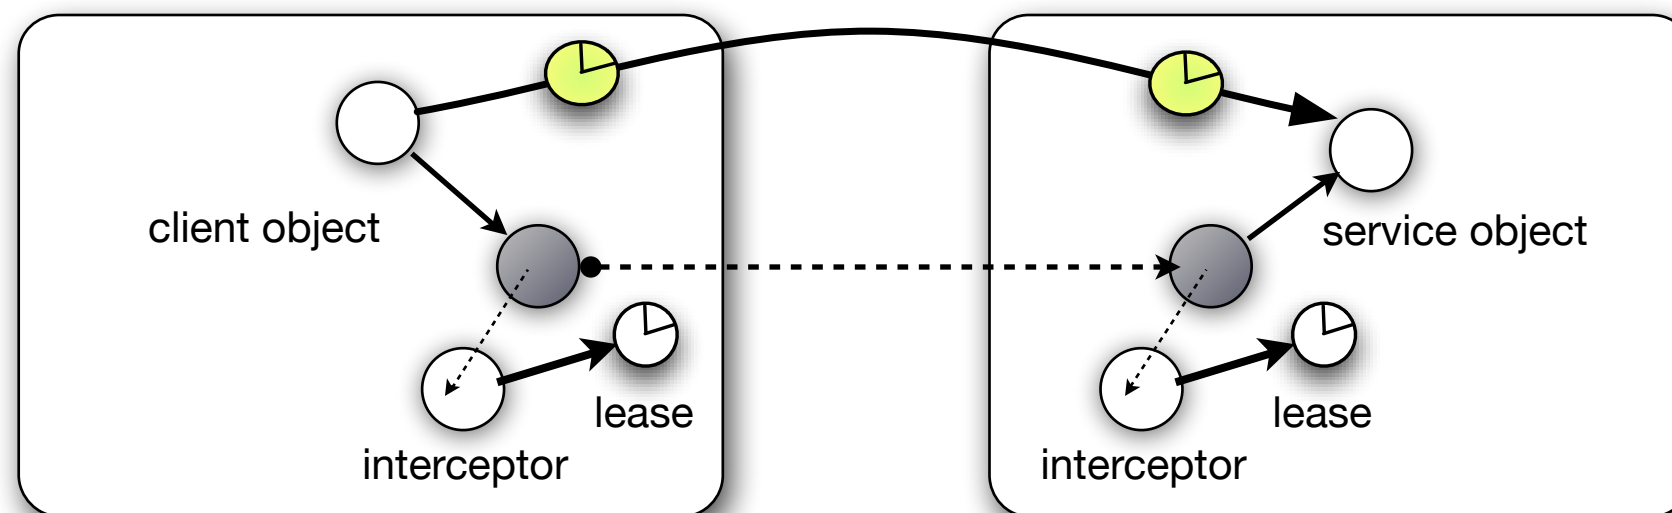 client object
service object
lease
lease
interceptor
interceptor